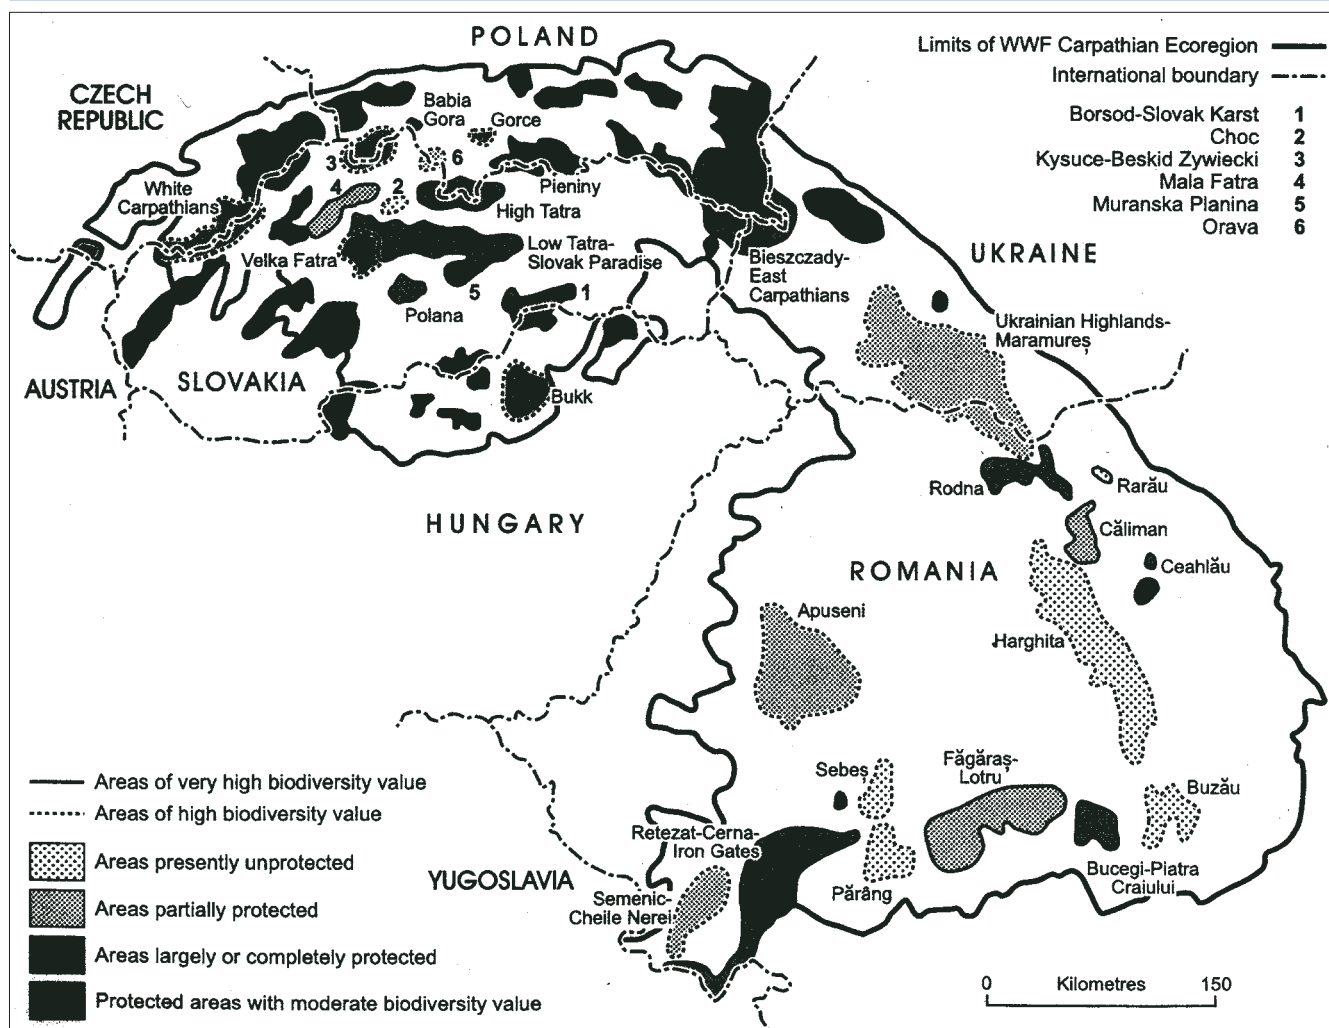 POLAND
Limits of WWF Carpathian Ecoregion
International boundary
CZECH
REPUBLIC
Borsod-Slovak Karst 1
Choc 2
Kysuce-Beskid Zywiecki 3
Mala Fatra 4
Muranska Planina 5
Orava 6
Babia
Gora
Gorce
3
6
4
2
White
Carpathians
Pieniny
High Tatra
Velka Fatra
Low Tatra-
Slovak Paradise
5
1
Polana
Bieszczady-
East
Carpathians
UKRAINE
Ukrainian Highlands-
Maramureș
AUSTRIA
SLOVAKIA
Bukk
HUNGARY
Rodna
Rarău
Căliman
ROMANIA
Ceahlău
Apuseni
Harghita
Sebeș
Făgăraș-
Lotru
Buzău
Retezat-Cerna-
Iron Gates
YUGOSLAVIA
Semenic-
Cheile Nerei
Părâng
Bucegi-Piatra
Craiului
Areas of very high biodiversity value
Areas of high biodiversity value
Areas presently unprotected
Areas partially protected
Areas largely or completely protected
Protected areas with moderate biodiversity value
0 Kilometres 150